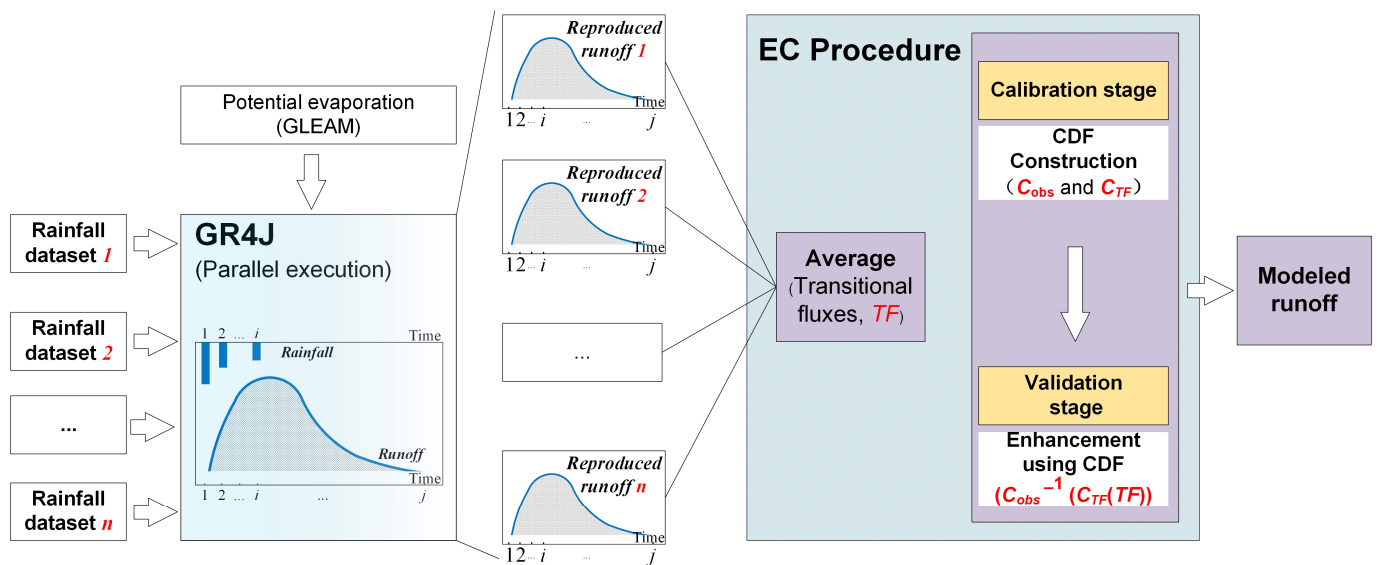 Potential evaporation
(GLEAM)
Rainfall
dataset 1
Rainfall
dataset 2
...
Rainfall
dataset n
GR4J
(Parallel execution)
1 2 ... i Time
Rainfall
Runoff
Time
1 2 ... i ... j
Reproduced
runoff 1
Time
12... i ... j
Reproduced
runoff 2
Time
12... i ... j
...
Reproduced
runoff n
Time
12... i ... j
EC Procedure
Average
(Transitional
fluxes, TF)
Calibration stage
CDF
Construction
(Cobs and CTF)
Validation
stage
Enhancement
using CDF
(Cobs⁻¹ (CTF(TF))
Modeled
runoff